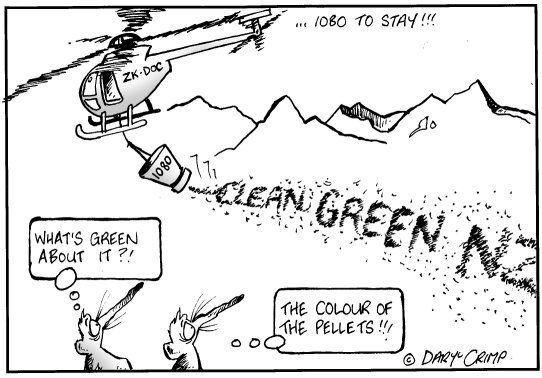 ... 1080 TO STAY!!!
ZK-DOC
1080
CLEAN GREEN NZ
WHAT'S GREEN
ABOUT IT?!
THE COLOUR OF
THE PELLETS!!!
© DARYL CRIMP